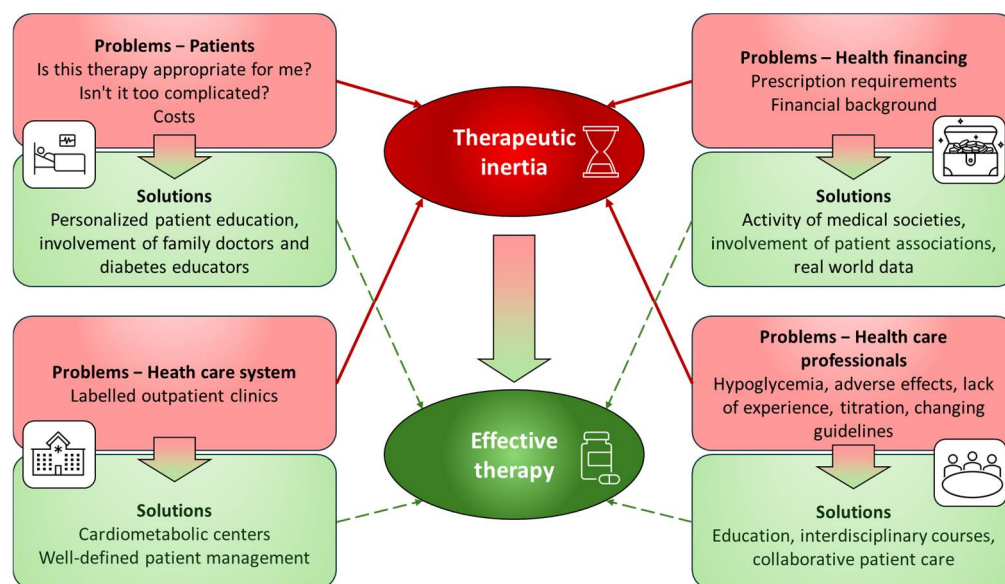 Problems – Patients
Is this therapy appropriate for me?
Isn't it too complicated?
Costs
Solutions
Personalized patient education,
involvement of family doctors and
diabetes educators
Problems – Heath care system
Labelled outpatient clinics
Solutions
Cardiometabolic centers
Well-defined patient management
Therapeutic
inertia
Effective
therapy
Problems – Health financing
Prescription requirements
Financial background
Solutions
Activity of medical societies,
involvement of patient associations,
real world data
Problems – Health care
professionals
Hypoglycemia, adverse effects, lack
of experience, titration, changing
guidelines
Solutions
Education, interdisciplinary courses,
collaborative patient care